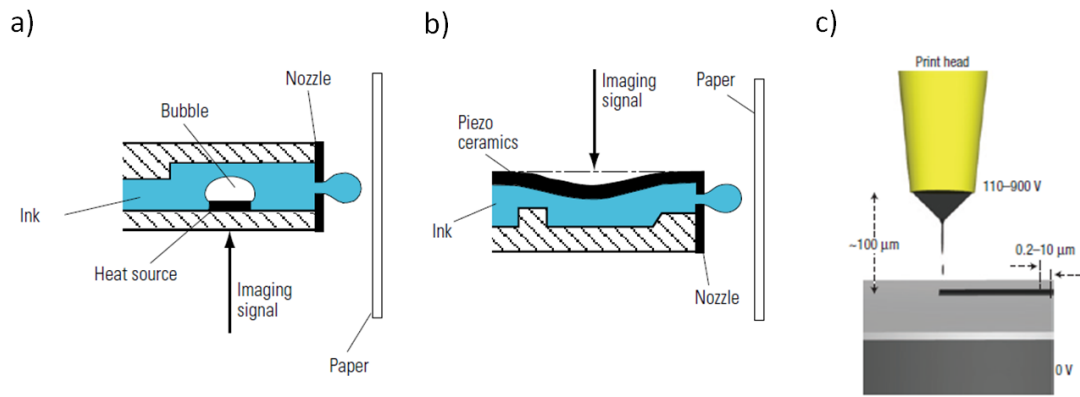 a)
Nozzle
Bubble
Ink
Heat source
Imaging
signal
Paper
b)
Imaging
signal
Paper
Piezo
ceramics
Ink
Nozzle
c)
Print head
110–900 V
~100 µm
0.2–10 µm
0 V